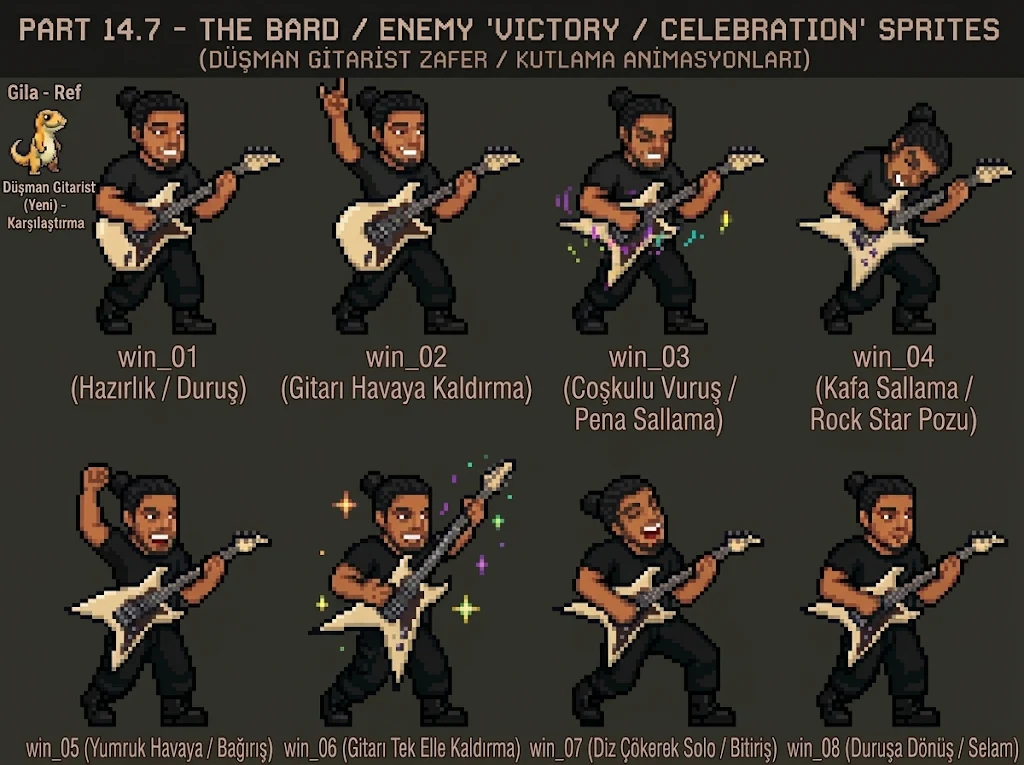 PART 14.7 - THE BARD / ENEMY 'VICTORY / CELEBRATION' SPRITES
(DÜŞMAN GİTARİST ZAFER / KUTLAMA ANİMASYONLARI)
Gila - Ref
Düşman Gitarist
(Yeni) -
Karşılaştırma
win_01
(Hazırlık / Duruş)
win_02
(Gitarı Havaya Kaldırma)
win_03
(Coşkulu Vuruş /
Pena Sallama)
win_04
(Kafa Sallama /
Rock Star Pozu)
win_05 (Yumruk Havaya / Bağırış)
win_06 (Gitarı Tek Elle Kaldırma)
win_07 (Diz Çökerek Solo / Bitiriş)
win_08 (Duruşa Dönüş / Selam)